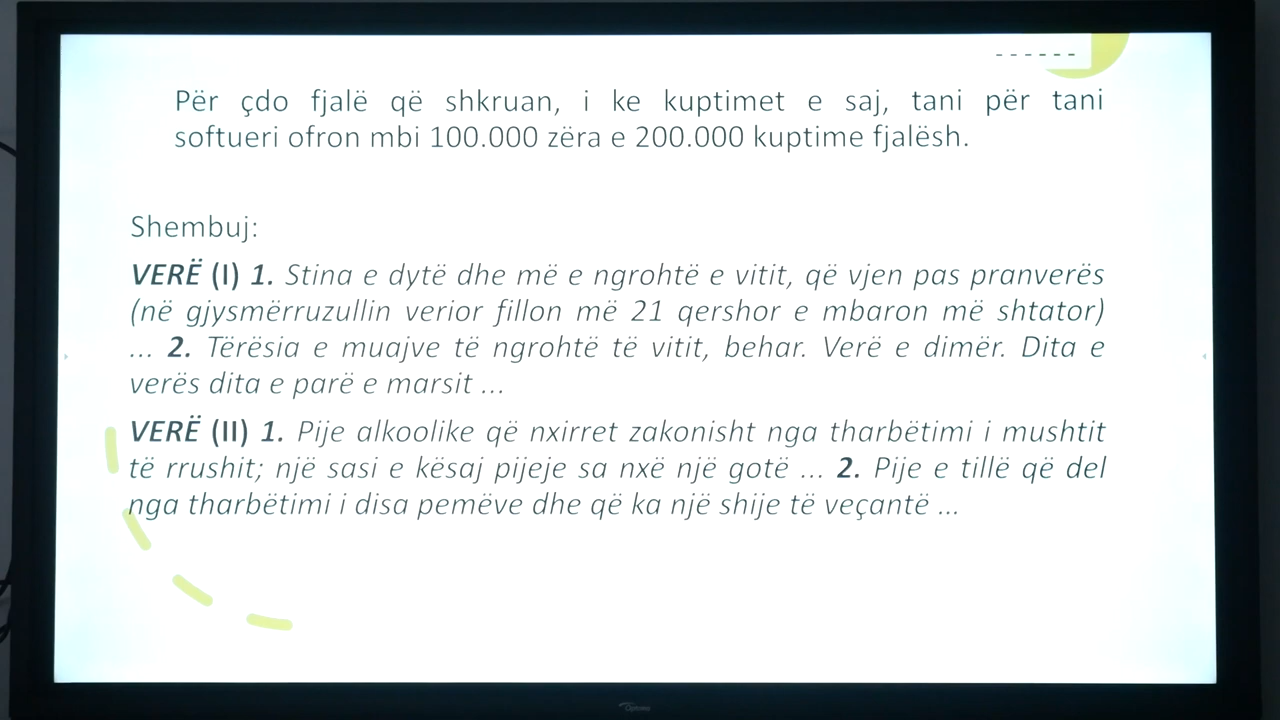 Për çdo fjalë që shkruan, i ke kuptimet e saj, tani për tani
softueri ofron mbi 100.000 zëra e 200.000 kuptime fjalësh.
Shembuj:
VERË (I) 1. Stina e dytë dhe më e ngrohtë e vitit, që vjen pas pranverës
(në gjysmërruzullin verior fillon më 21 qershor e mbaron më shtator)
... 2. Tërësia e muajve të ngrohtë të vitit, behar. Verë e dimër. Dita e
verës dita e parë e marsit ...
VERË (II) 1. Pije alkoolike që nxirret zakonisht nga tharbëtimi i mushtit
të rrushit; një sasi e kësaj pijeje sa nxë një gotë ... 2. Pije e tillë që del
nga tharbëtimi i disa pemëve dhe që ka një shije të veçantë ...